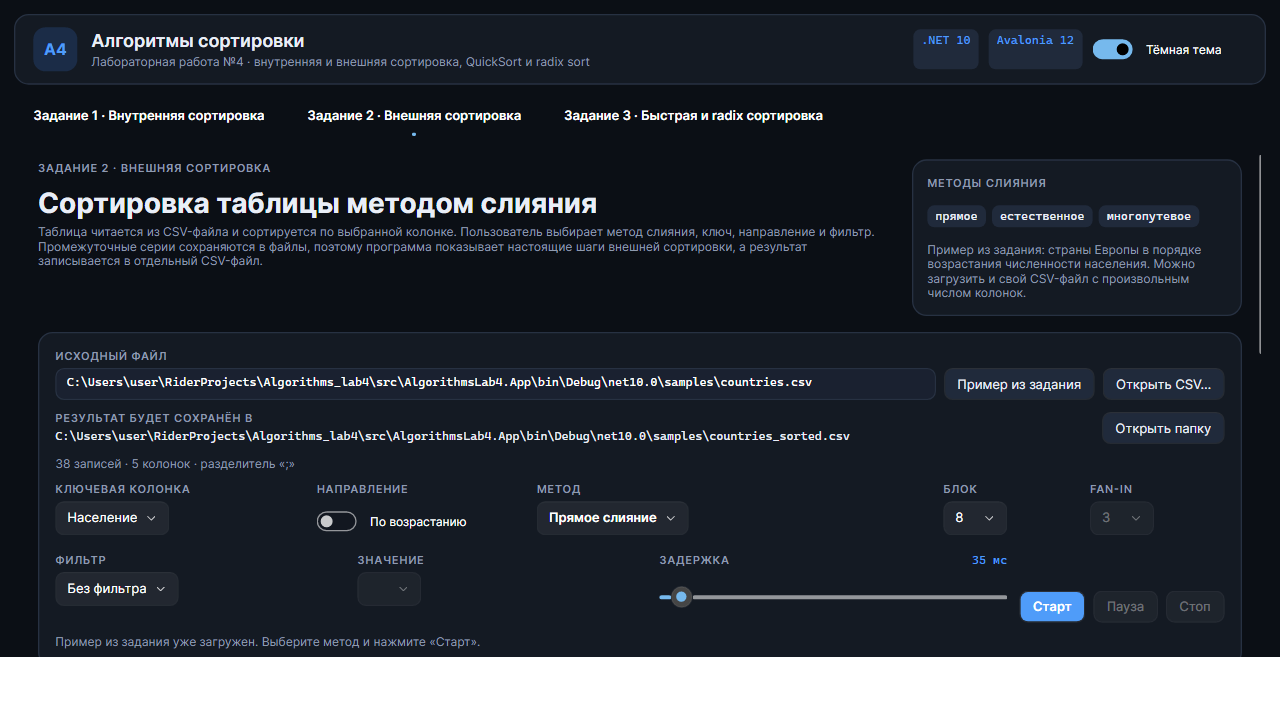 A4
Алгоритмы сортировки
Лабораторная работа №4 · внутренняя и внешняя сортировка, QuickSort и radix sort
.NET 10
Avalonia 12
Тёмная тема
Задание 1 · Внутренняя сортировка
Задание 2 · Внешняя сортировка
Задание 3 · Быстрая и radix сортировка
ЗАДАНИЕ 2 · ВНЕШНЯЯ СОРТИРОВКА
Сортировка таблицы методом слияния
Таблица читается из CSV-файла и сортируется по выбранной колонке. Пользователь выбирает метод слияния, ключ, направление и фильтр.
Промежуточные серии сохраняются в файлы, поэтому программа показывает настоящие шаги внешней сортировки, а результат
записывается в отдельный CSV-файл.
МЕТОДЫ СЛИЯНИЯ
прямое
естественное
многопутевое
Пример из задания: страны Европы в порядке
возрастания численности населения. Можно
загрузить и свой CSV-файл с произвольным
числом колонок.
ИСХОДНЫЙ ФАЙЛ
C:\Users\user\RiderProjects\Algorithms_lab4\src\AlgorithmsLab4.App\bin\Debug\net10.0\samples\countries.csv
Пример из задания
Открыть CSV...
РЕЗУЛЬТАТ БУДЕТ СОХРАНЁН В
C:\Users\user\RiderProjects\Algorithms_lab4\src\AlgorithmsLab4.App\bin\Debug\net10.0\samples\countries_sorted.csv
Открыть папку
38 записей · 5 колонок · разделитель «;»
КЛЮЧЕВАЯ КОЛОНКА
НАПРАВЛЕНИЕ
МЕТОД
БЛОК
FAN-IN
Население
По возрастанию
Прямое слияние
8
3
ФИЛЬТР
ЗНАЧЕНИЕ
ЗАДЕРЖКА
35 мс
Без фильтра
Старт
Пауза
Стоп
Пример из задания уже загружен. Выберите метод и нажмите «Старт».